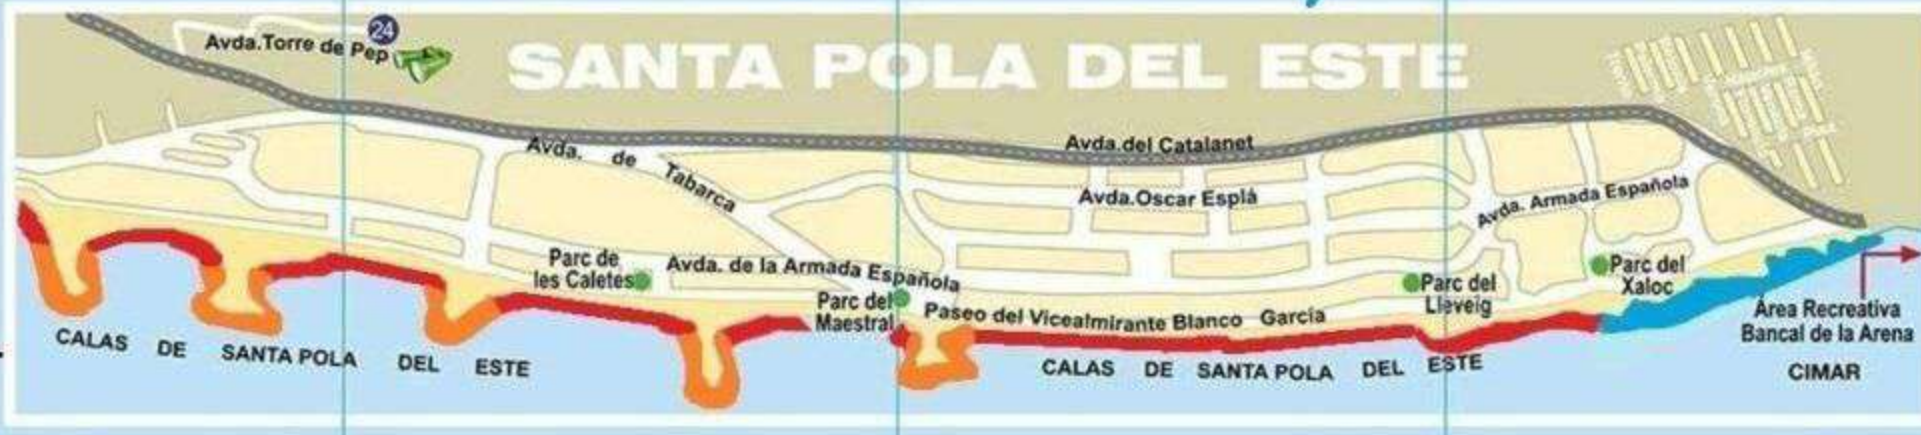 24
Avda.Torre de Pep
SANTA POLA DEL ESTE
Avda. de Tabarca
Avda.del Catalanet
Avda.Oscar Esplá
Avda. Armada Española
Parc de
les Caletes
Avda. de la Armada Española
Parc del
Maestral
Paseo del Vicealmirante Blanco García
Parc del
Lleveig
Parc del
Xaloc
Área Recreativa
Bancal de la Arena
CIMAR
CALAS DE SANTA POLA DEL ESTE
CALAS DE SANTA POLA DEL ESTE